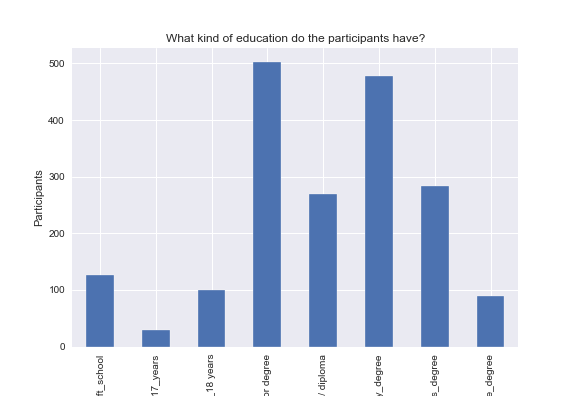 What kind of education do the participants have?
500
400
300
200
100
0
Participants
ft_school
17_years
_18 years
or degree
/ diploma
y_degree
s_degree
e_degree